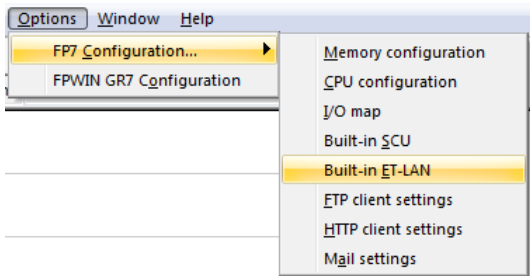 Options Window Help
FP7 Configuration...
FPWIN GR7 Configuration
Memory configuration
CPU configuration
I/O map
Built-in SCU
Built-in ET-LAN
FTP client settings
HTTP client settings
Mail settings